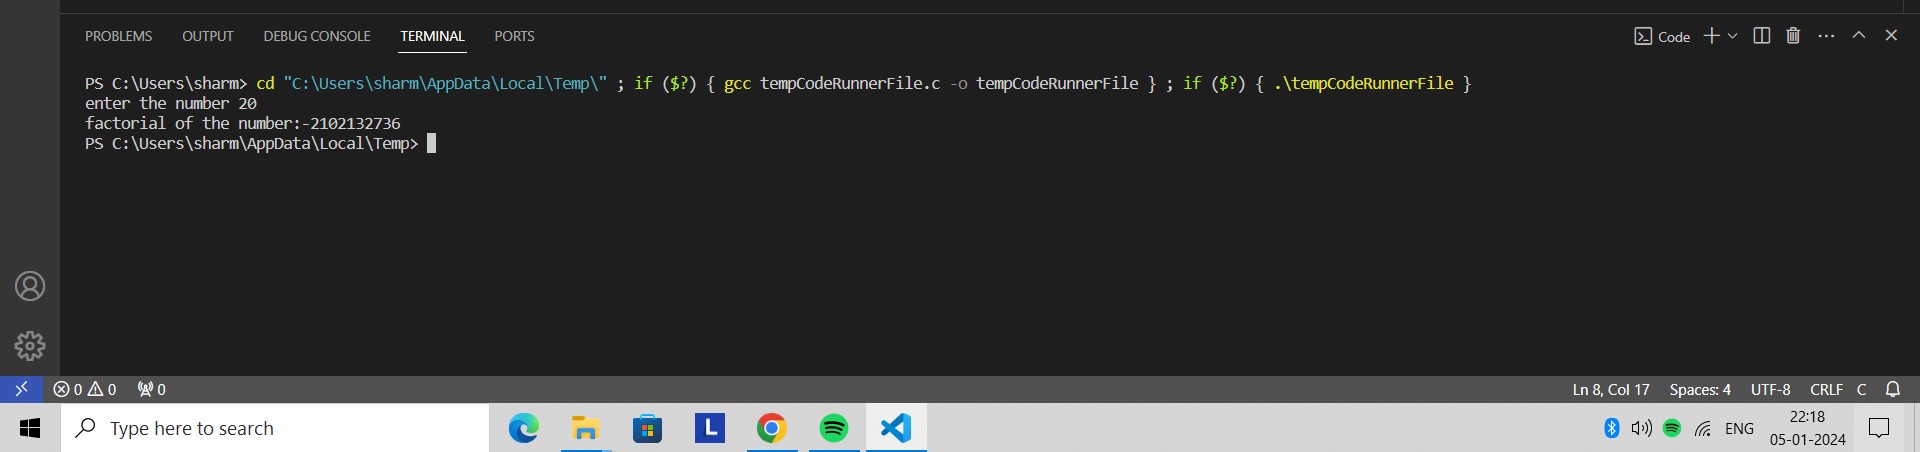 PROBLEMS OUTPUT DEBUG CONSOLE TERMINAL PORTS Code
PS C:\Users\sharm> cd "C:\Users\sharm\AppData\Local\Temp\" ; if ($?) { gcc tempCodeRunnerFile.c -o tempCodeRunnerFile } ; if ($?) { .\tempCodeRunnerFile }
enter the number 20
factorial of the number:-2102132736
PS C:\Users\sharm\AppData\Local\Temp>
0 0 0 Ln 8, Col 17 Spaces: 4 UTF-8 CRLF C
Type here to search L ENG 22:18
05-01-2024